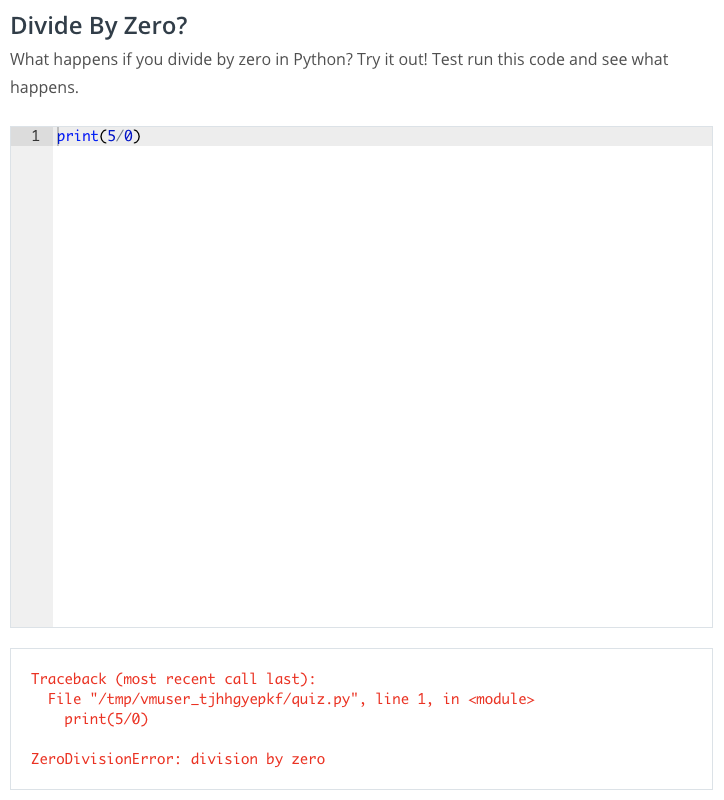 Divide By Zero?
What happens if you divide by zero in Python? Try it out! Test run this code and see what
happens.
1 print(5/0)
Traceback (most recent call last):
  File "/tmp/vmuser_tjhhgyepkf/quiz.py", line 1, in <module>
    print(5/0)
ZeroDivisionError: division by zero